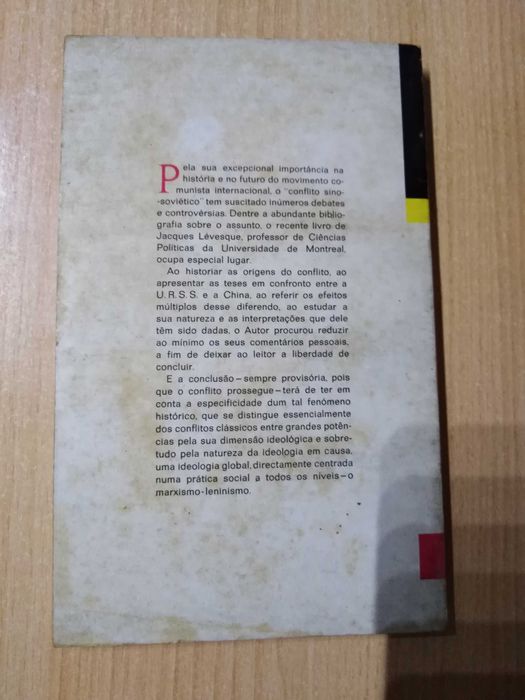 Pela sua excepcional importância na
história e no futuro do movimento co-
munista internacional, o "conflito sino-
-soviético" tem suscitado inúmeros debates
e controvérsias. Dentre a abundante biblio-
grafia sobre o assunto, o recente livro de
Jacques Lévesque, professor de Ciências
Políticas da Universidade de Montreal,
ocupa especial lugar.
Ao historiar as origens do conflito, ao
apresentar as teses em confronto entre a
U.R.S.S. e a China, ao referir os efeitos
múltiplos desse diferendo, ao estudar a
sua natureza e as interpretações que dele
têm sido dadas, o Autor procurou reduzir
ao mínimo os seus comentários pessoais,
a fim de deixar ao leitor a liberdade de
concluir.
E a conclusão – sempre provisória, pois
que o conflito prossegue – terá de ter em
conta a especificidade dum tal fenómeno
histórico, que se distingue essencialmente
dos conflitos clássicos entre grandes potên-
cias pela sua dimensão ideológica e sobre-
tudo pela natureza da ideologia em causa,
uma ideologia global, directamente centrada
numa prática social a todos os níveis – o
marxismo-leninismo.